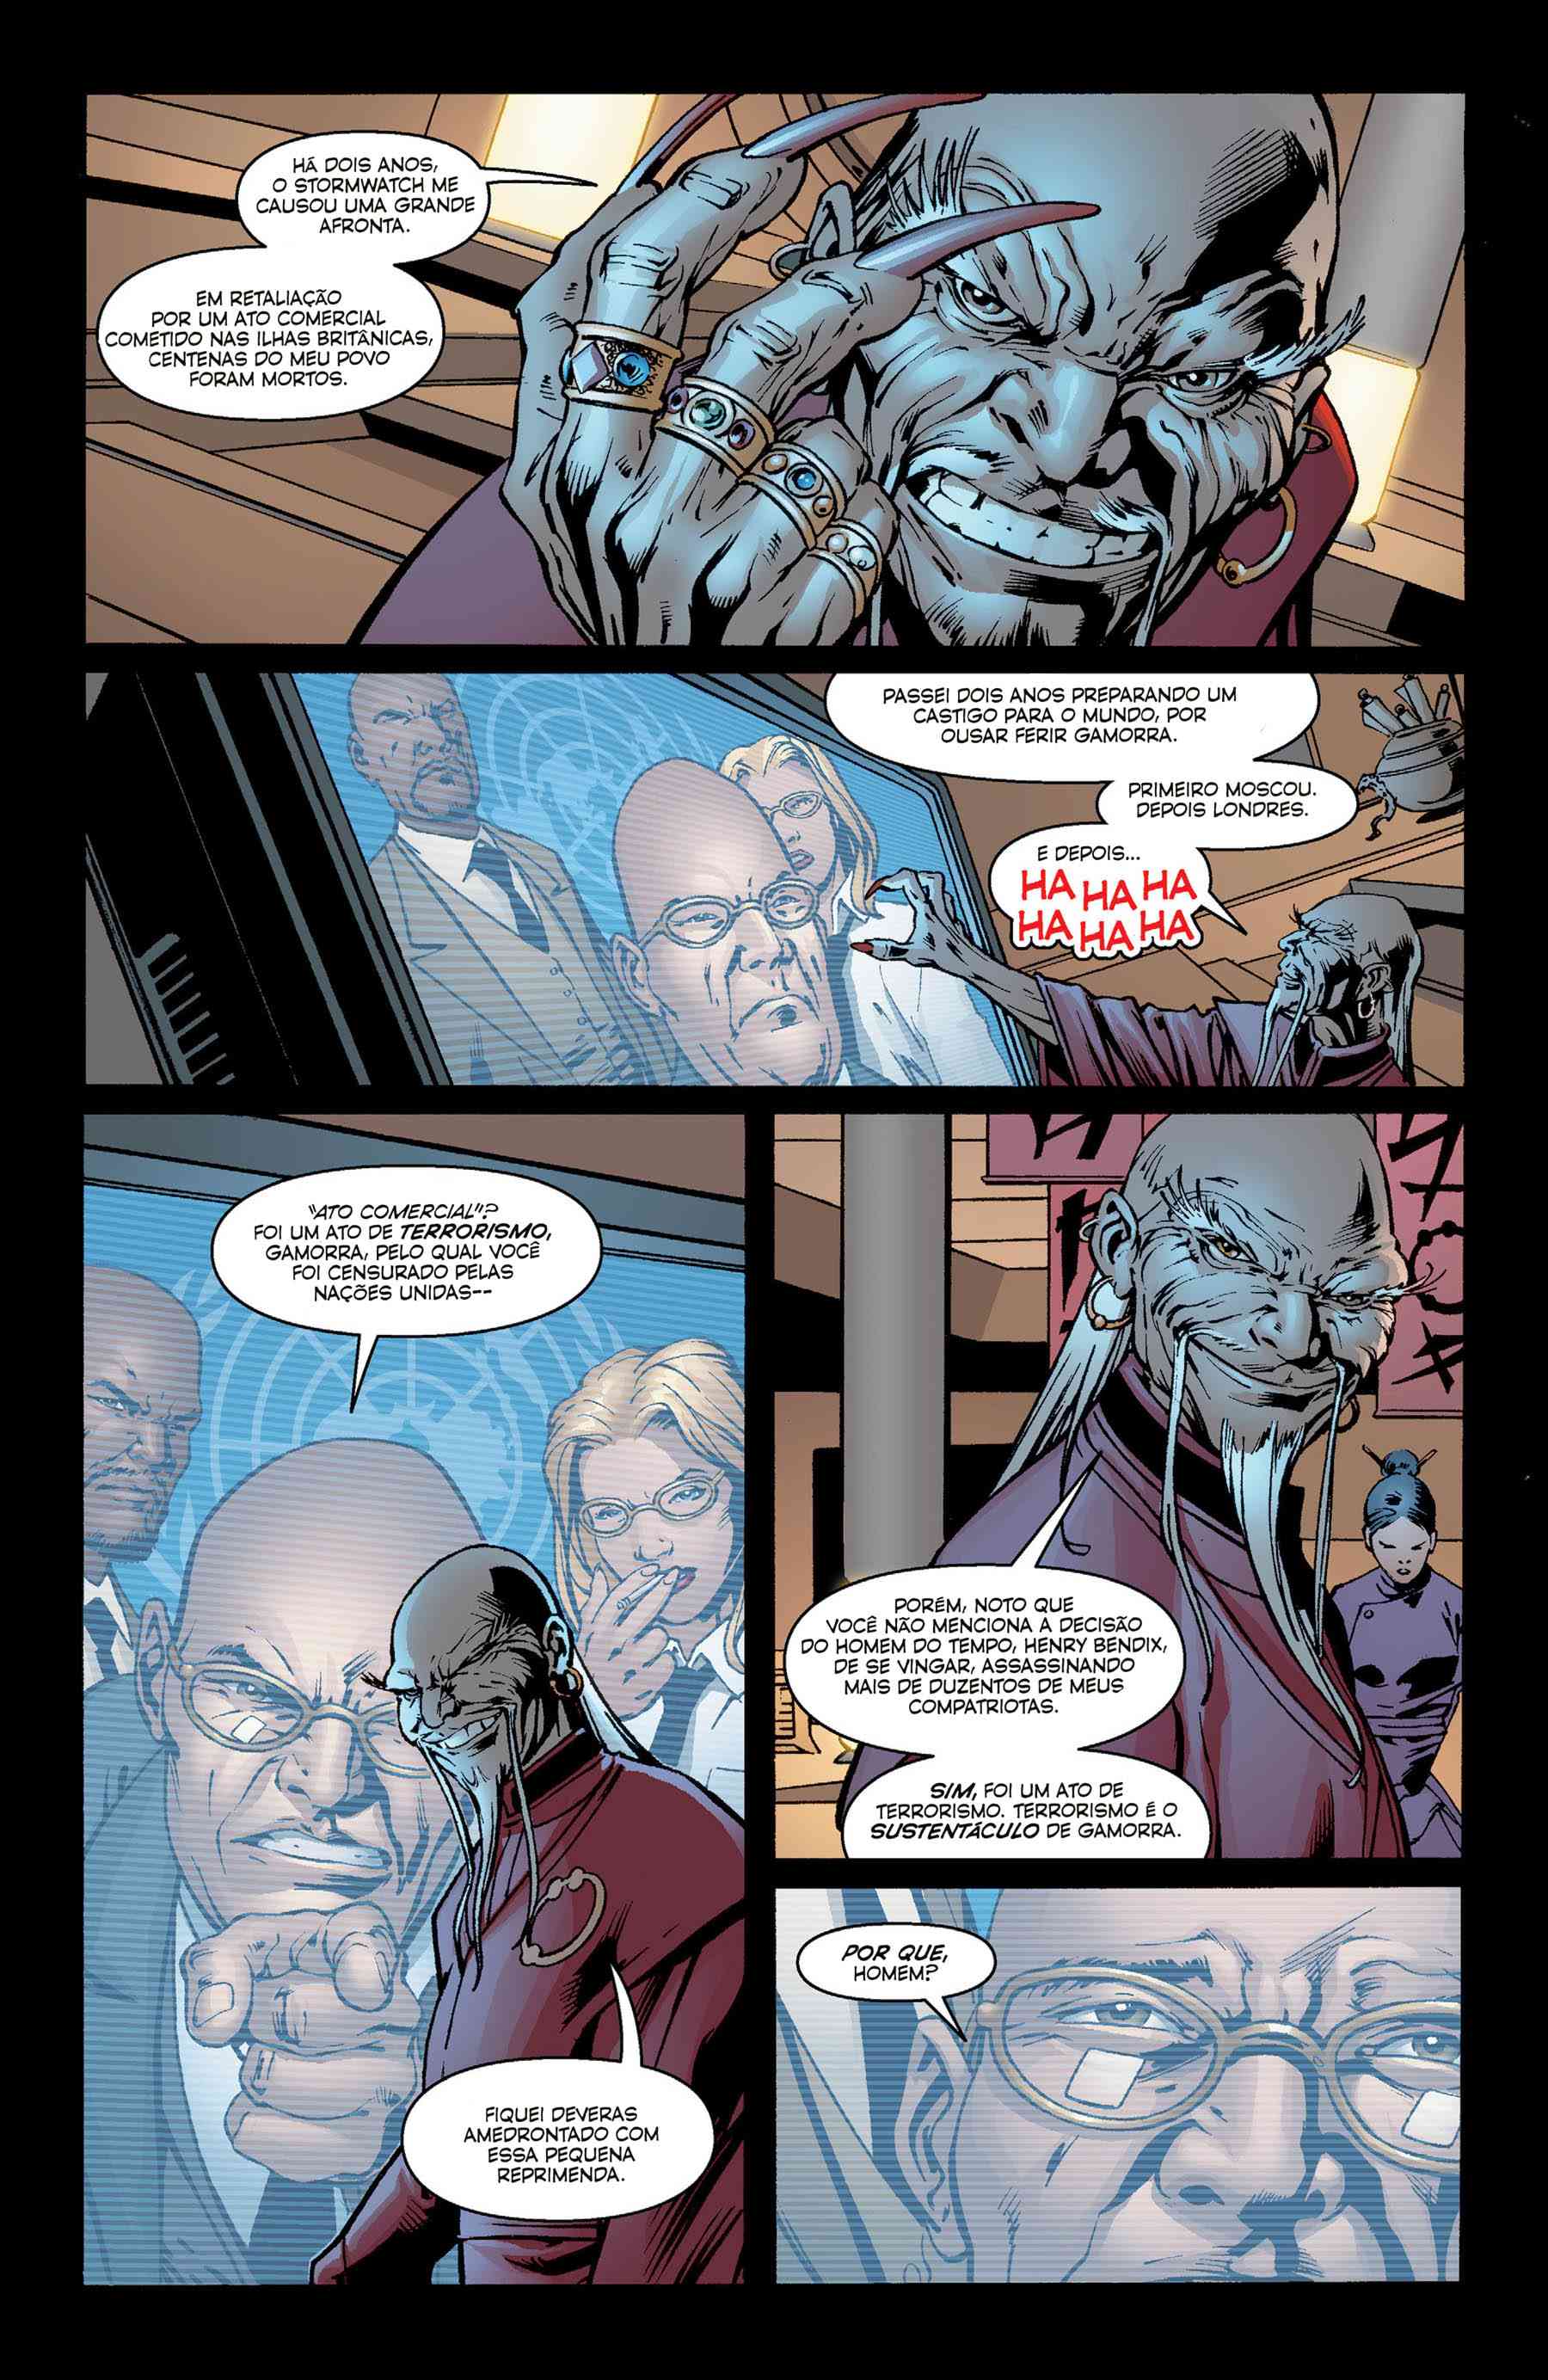 HÁ DOIS ANOS,
O STORMWATCH ME
CAUSOU UMA GRANDE
AFRONTA.
EM RETALIAÇÃO
POR UM ATO COMERCIAL
COMETIDO NAS ILHAS BRITÂNICAS,
CENTENAS DO MEU POVO
FORAM MORTOS.
PASSEI DOIS ANOS PREPARANDO UM
CASTIGO PARA O MUNDO, POR
OUSAR FERIR GAMORRA.
PRIMEIRO MOSCOU.
DEPOIS LONDRES.
E DEPOIS...
HA HA HA
HA HA HA
"ATO COMERCIAL"?
FOI UM ATO DE TERRORISMO,
GAMORRA, PELO QUAL VOCÊ
FOI CENSURADO PELAS
NAÇÕES UNIDAS--
FIQUEI DEVERAS
AMEDRONTADO COM
ESSA PEQUENA
REPRIMENDA.
PORÉM, NOTO QUE
VOCÊ NÃO MENCIONA A DECISÃO
DO HOMEM DO TEMPO, HENRY BENDIX,
DE SE VINGAR, ASSASSINANDO
MAIS DE DUZENTOS DE MEUS
COMPATRIOTAS.
SIM, FOI UM ATO DE
TERRORISMO. TERRORISMO É O
SUSTENTÁCULO DE GAMORRA.
POR QUE,
HOMEM?